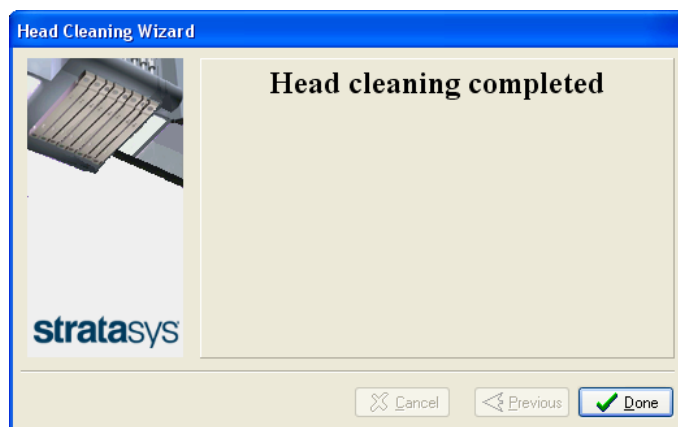 Head Cleaning Wizard
Head cleaning completed
stratasys
Cancel
Previous
Done